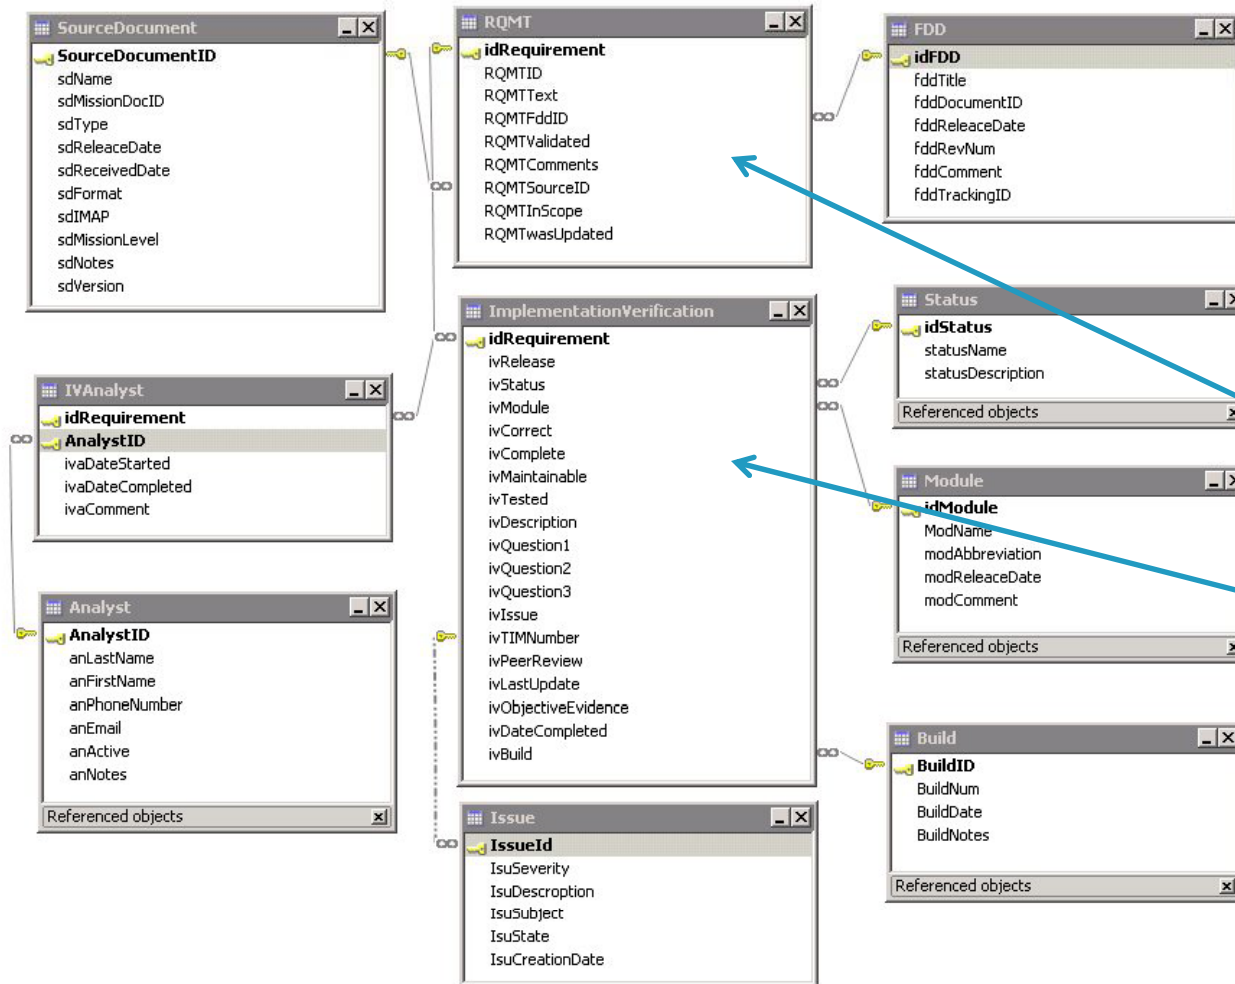 SourceDocument
SourceDocumentID
sdName
sdMissionDocID
sdType
sdReleaceDate
sdReceivedDate
sdFormat
sdIMAP
sdMissionLevel
sdNotes
sdVersion
RQMT
idRequirement
RQMTID
RQMTText
RQMTFddID
RQMTValidated
RQMTComments
RQMTSourceID
RQMTInScope
RQMTwasUpdated
FDD
idFDD
fddTitle
fddDocumentID
fddReleaceDate
fddRevNum
fddComment
fddTrackingID
IVAnalyst
idRequirement
AnalystID
ivaDateStarted
ivaDateCompleted
ivaComment
ImplementationVerification
idRequirement
ivRelease
ivStatus
ivModule
ivCorrect
ivComplete
ivMaintainable
ivTested
ivDescription
ivQuestion1
ivQuestion2
ivQuestion3
ivIssue
ivTIMNumber
ivPeerReview
ivLastUpdate
ivObjectiveEvidence
ivDateCompleted
ivBuild
Status
idStatus
statusName
statusDescription
Referenced objects
Module
idModule
ModName
modAbbreviation
modReleaceDate
modComment
Referenced objects
Analyst
AnalystID
anLastName
anFirstName
anPhoneNumber
anEmail
anActive
anNotes
Referenced objects
Issue
IssueId
IsuSeverity
IsuDescroption
IsuSubject
IsuState
IsuCreationDate
Build
BuildID
BuildNum
BuildDate
BuildNotes
Referenced objects